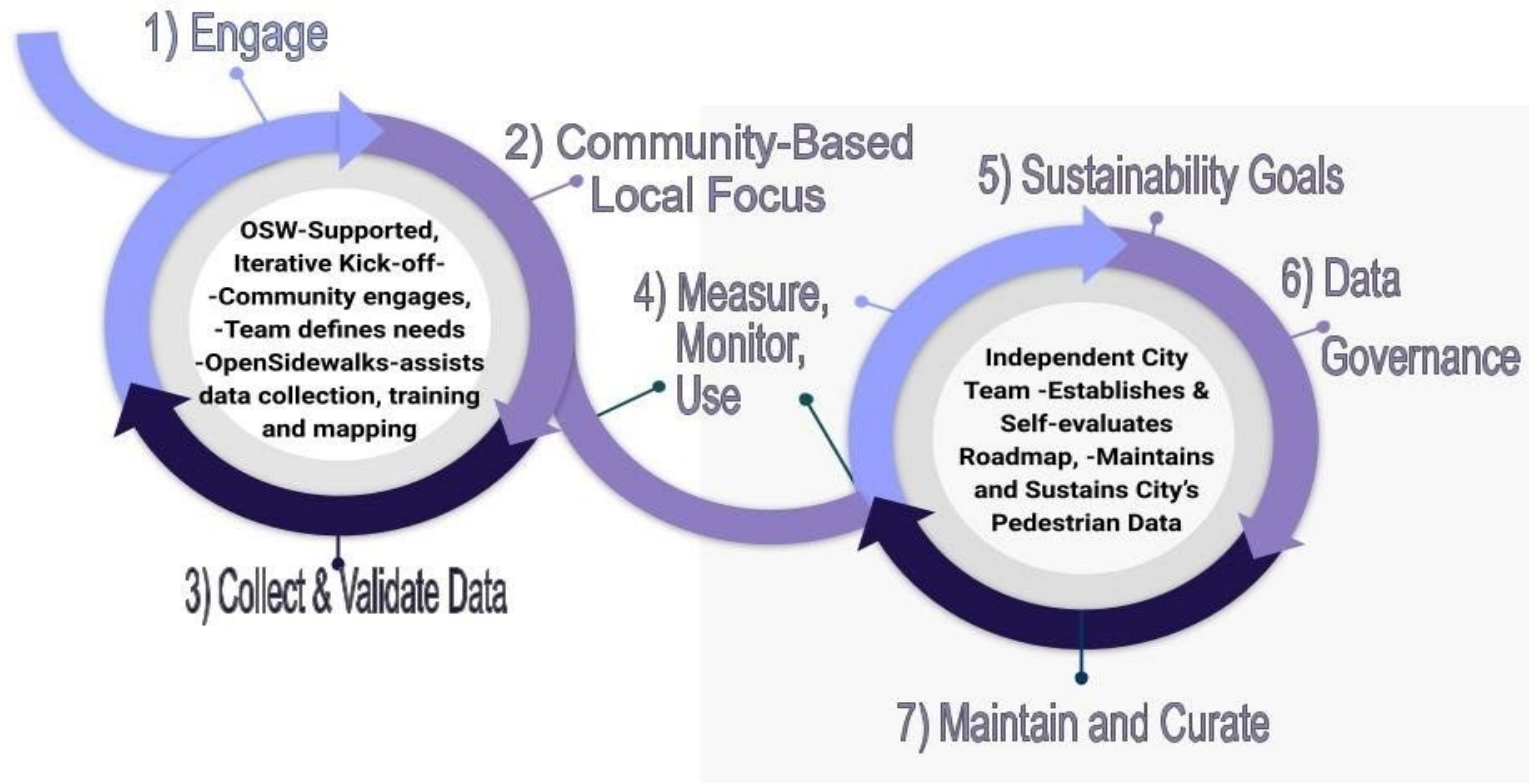 1) Engage
2) Community-Based
Local Focus
OSW-Supported,
Iterative Kick-off-
-Community engages,
-Team defines needs
-OpenSidewalks-assists
data collection, training
and mapping
3) Collect & Validate Data
4) Measure,
Monitor,
Use
5) Sustainability Goals
6) Data
Governance
Independent City
Team -Establishes &
Self-evaluates
Roadmap, -Maintains
and Sustains City’s
Pedestrian Data
7) Maintain and Curate